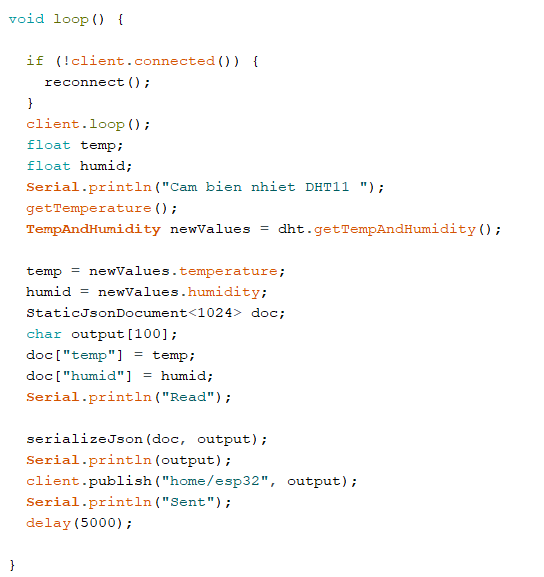 void loop() {
if (!client.connected()) {
reconnect();
}
client.loop();
float temp;
float humid;
Serial.println("Cam bien nhiet DHT11 ");
getTemperature();
TempAndHumidity newValues = dht.getTempAndHumidity();
temp = newValues.temperature;
humid = newValues.humidity;
StaticJsonDocument<1024> doc;
char output[100];
doc["temp"] = temp;
doc["humid"] = humid;
Serial.println("Read");
serializeJson(doc, output);
Serial.println(output);
client.publish("home/esp32", output);
Serial.println("Sent");
delay(5000);
}